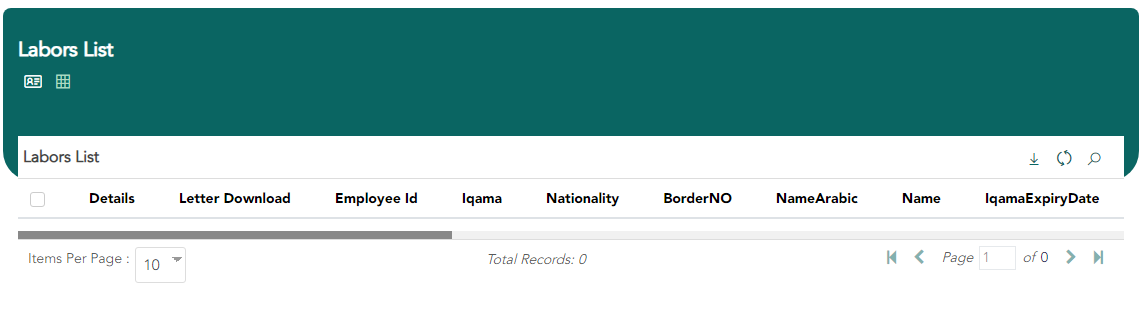 Labors List
Labors List
Details Letter Download Employee Id Iqama Nationality BorderNO NameArabic Name IqamaExpiryDate
Items Per Page : 10 Total Records: 0 Page 1 of 0